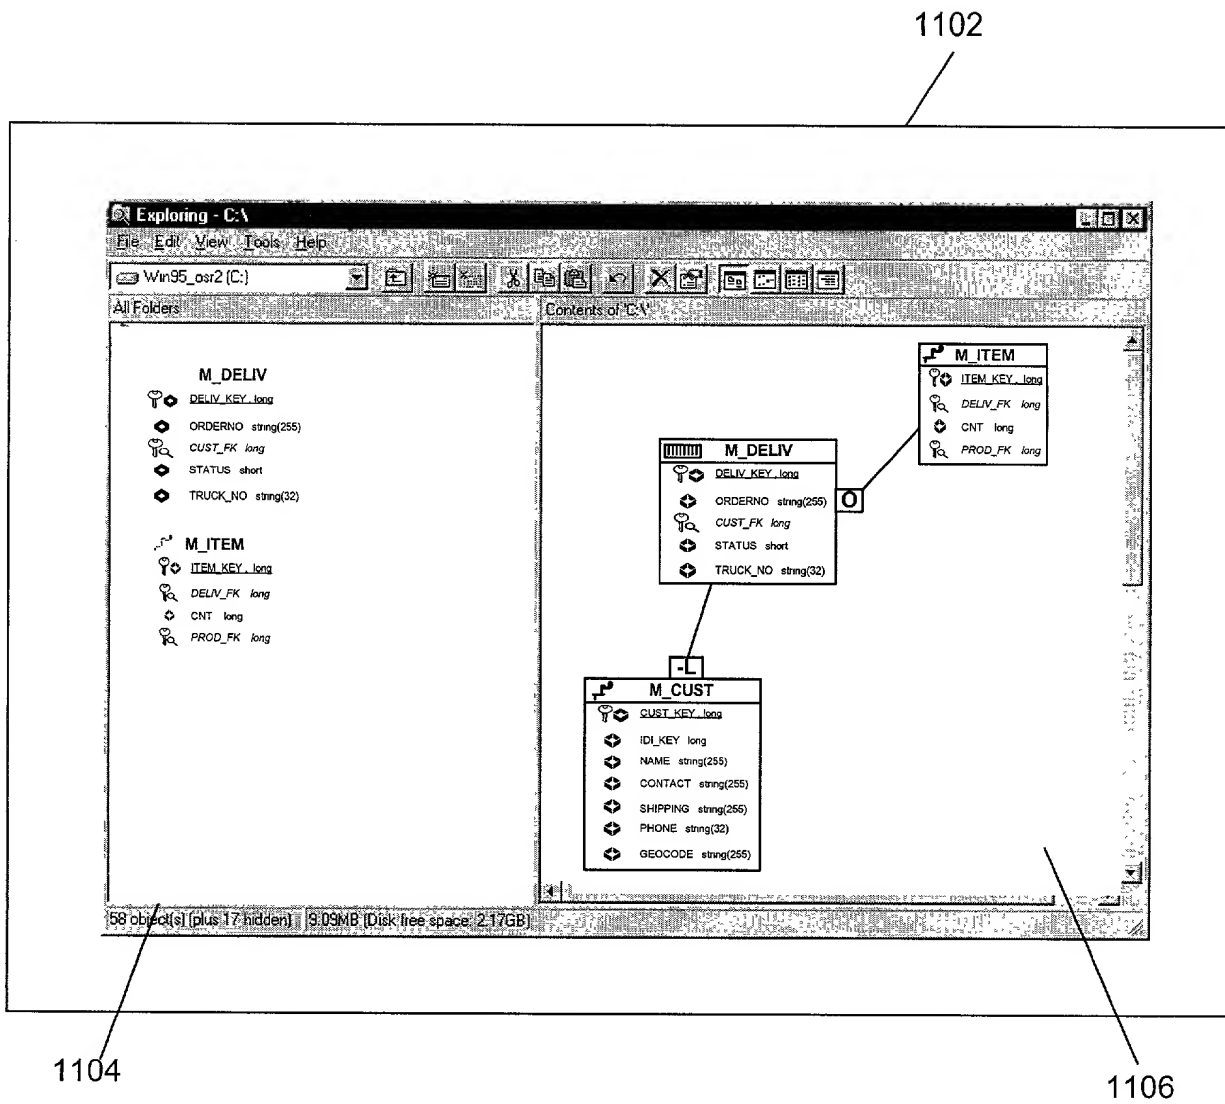 1102
Exploring - C:\
File Edit View Tools Help
Win95_osr2 (C:)
All Folders
Contents of 'C:\'
M_DELIV
DELIV_KEY. long
ORDERNO string(255)
CUST_FK long
STATUS short
TRUCK_NO string(32)
M_ITEM
ITEM_KEY. long
DELIV_FK long
CNT long
PROD_FK long
M_ITEM
ITEM_KEY. long
DELIV_FK long
CNT long
PROD_FK long
M_DELIV
DELIV_KEY. long
ORDERNO string(255)
CUST_FK long
STATUS short
TRUCK_NO string(32)
O
-L
M_CUST
CUST_KEY. long
IDI_KEY long
NAME string(255)
CONTACT string(255)
SHIPPING string(255)
PHONE string(32)
GEOCODE string(255)
58 object(s) (plus 17 hidden) 9.09MB (Disk free space: 2.17GB)
1104
1106